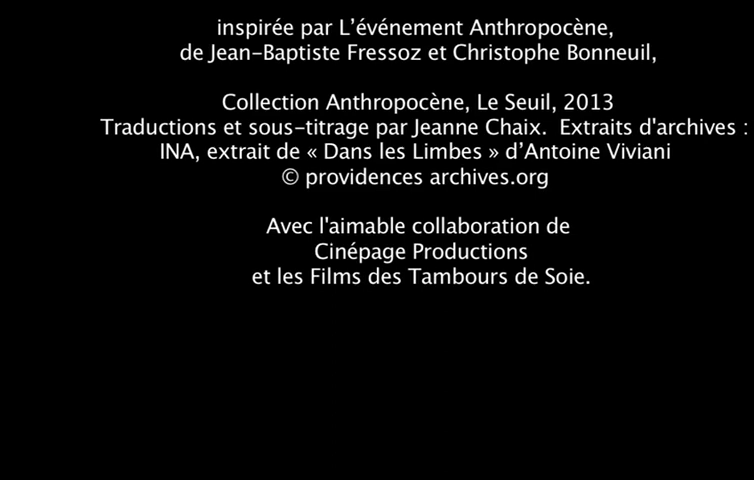 inspirée par L’événement Anthropocène,
de Jean-Baptiste Fressoz et Christophe Bonneuil,
Collection Anthropocène, Le Seuil, 2013
Traductions et sous-titrage par Jeanne Chaix.  Extraits d'archives :
INA, extrait de « Dans les Limbes » d’Antoine Viviani
© providences archives.org
Avec l'aimable collaboration de
Cinépage Productions
et les Films des Tambours de Soie.